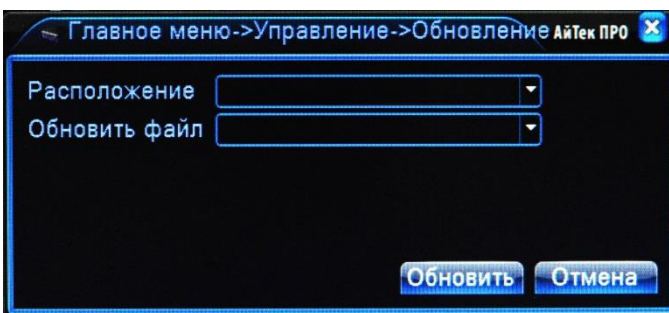 Главное меню->Управление->Обновление АйТек ПРО
Расположение
Обновить файл
Обновить Отмена